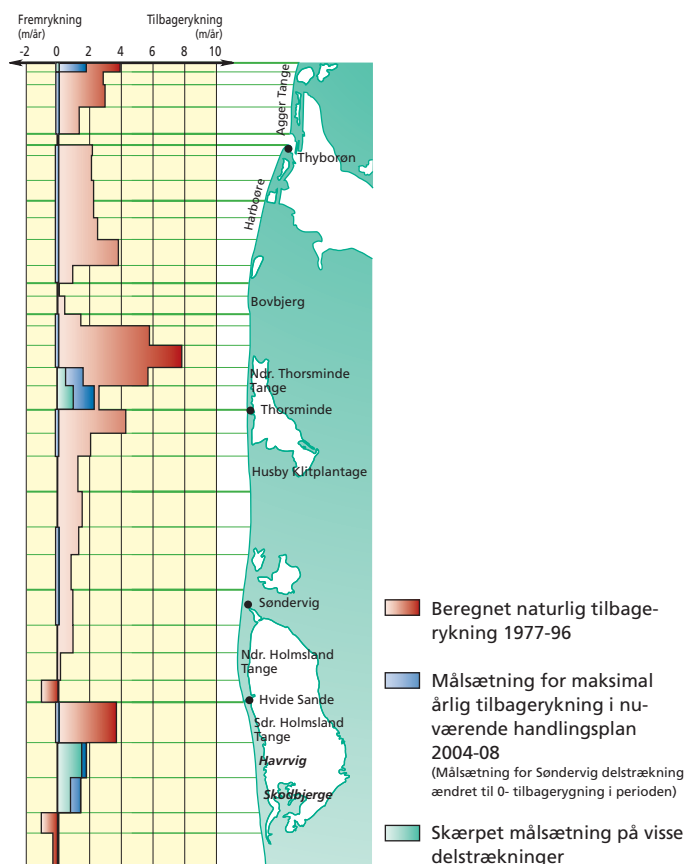 Fremrykning Tilbagerykning
(m/år) (m/år)
-2 0 2 4 6 8 10
Agger Tange
Thyborøn
Harboøre
Bovbjerg
Ndr. Thorsminde
Tange
Thorsminde
Husby Klitplantage
Søndervig
Ndr. Holmsland
Tange
Hvide Sande
Sdr. Holmsland
Tange
Havrvig
Skodbjerge
Beregnet naturlig tilbage-
rykning 1977-96
Målsætning for maksimal
årlig tilbagerykning i nu-
værende handlingsplan
2004-08
(Målsætning for Søndervig delstrækning
ændret til 0- tilbagerygning i perioden)
Skærpet målsætning på visse
delstrækninger